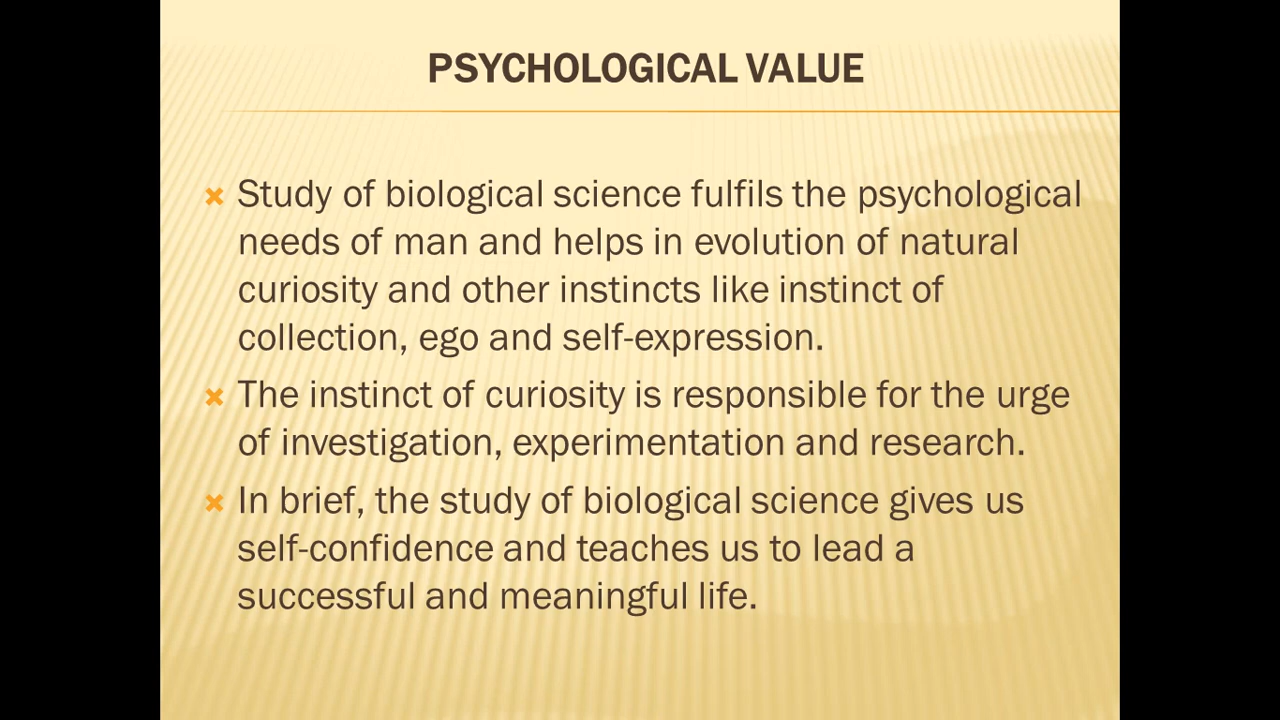 PSYCHOLOGICAL VALUE
Study of biological science fulfils the psychological
needs of man and helps in evolution of natural
curiosity and other instincts like instinct of
collection, ego and self-expression.
The instinct of curiosity is responsible for the urge
of investigation, experimentation and research.
In brief, the study of biological science gives us
self-confidence and teaches us to lead a
successful and meaningful life.